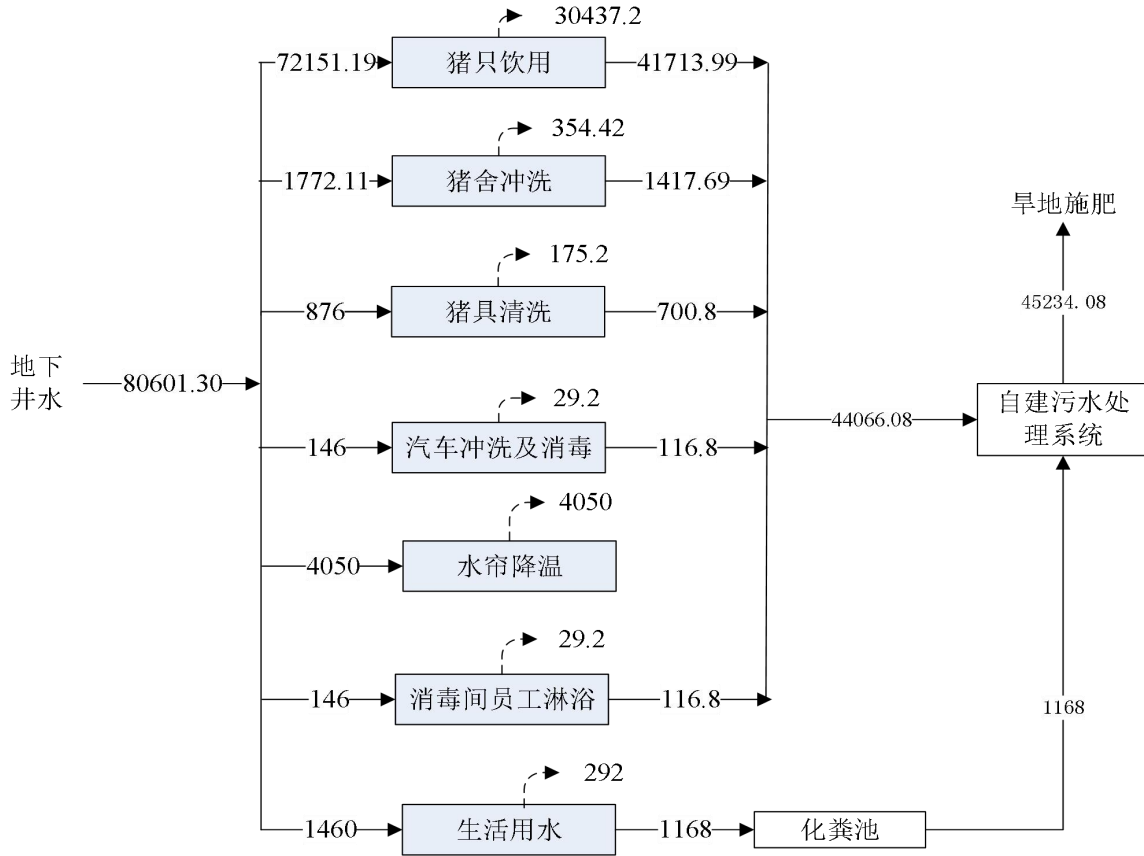 30437.2
72151.19
猪只饮用
41713.99
354.42
1772.11
猪舍冲洗
1417.69
旱地施肥
175.2
876
猪具清洗
700.8
45234.08
地下
井水
80601.30
29.2
146
汽车冲洗及消毒
116.8
44066.08
自建污水处
理系统
4050
4050
水帘降温
29.2
146
消毒间员工淋浴
116.8
1168
292
1460
生活用水
1168
化粪池